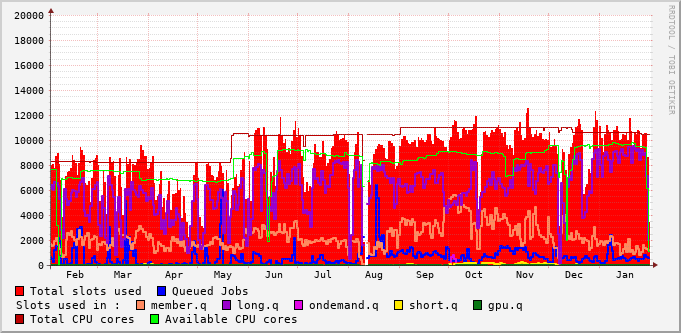 RRDTOOL / TOBI OETIKER
20000
18000
16000
14000
12000
10000
8000
6000
4000
2000
0
Feb Mar Apr May Jun Jul Aug Sep Oct Nov Dec Jan
Total slots used Queued Jobs
Slots used in : member.q long.q ondemand.q short.q gpu.q
Total CPU cores Available CPU cores